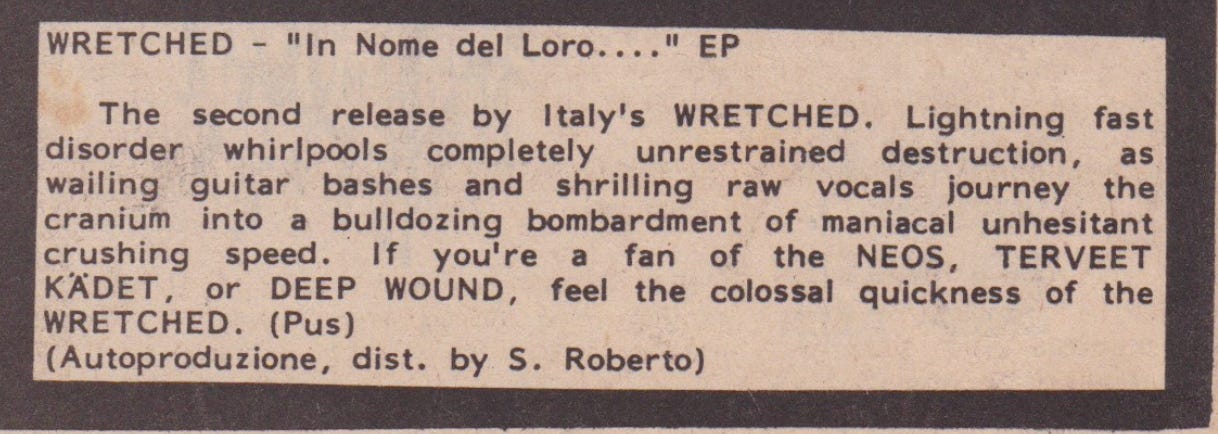 WRETCHED - "In Nome del Loro...." EP
The second release by Italy's WRETCHED. Lightning fast
disorder whirlpools completely unrestrained destruction, as
wailing guitar bashes and shrilling raw vocals journey the
cranium into a bulldozing bombardment of maniacal unhesitant
crushing speed. If you're a fan of the NEOS, TERVEET
KÄDET, or DEEP WOUND, feel the colossal quickness of the
WRETCHED. (Pus)
(Autoproduzione, dist. by S. Roberto)